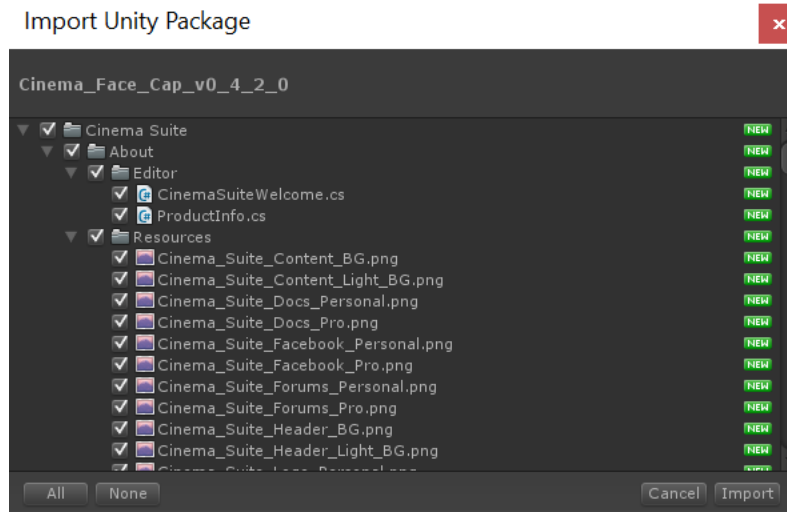 Import Unity Package
x
Cinema_Face_Cap_v0_4_2_0
Cinema Suite NEW
About NEW
Editor NEW
C# CinemaSuiteWelcome.cs NEW
C# ProductInfo.cs NEW
Resources NEW
Cinema_Suite_Content_BG.png NEW
Cinema_Suite_Content_Light_BG.png NEW
Cinema_Suite_Docs_Personal.png NEW
Cinema_Suite_Docs_Pro.png NEW
Cinema_Suite_Facebook_Personal.png NEW
Cinema_Suite_Facebook_Pro.png NEW
Cinema_Suite_Forums_Personal.png NEW
Cinema_Suite_Forums_Pro.png NEW
Cinema_Suite_Header_BG.png NEW
Cinema_Suite_Header_Light_BG.png NEW
All None Cancel Import